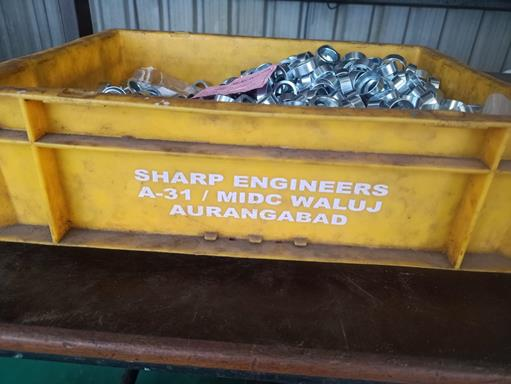 SHARP ENGINEERS
A-31 / MIDC WALUJ
AURANGABAD